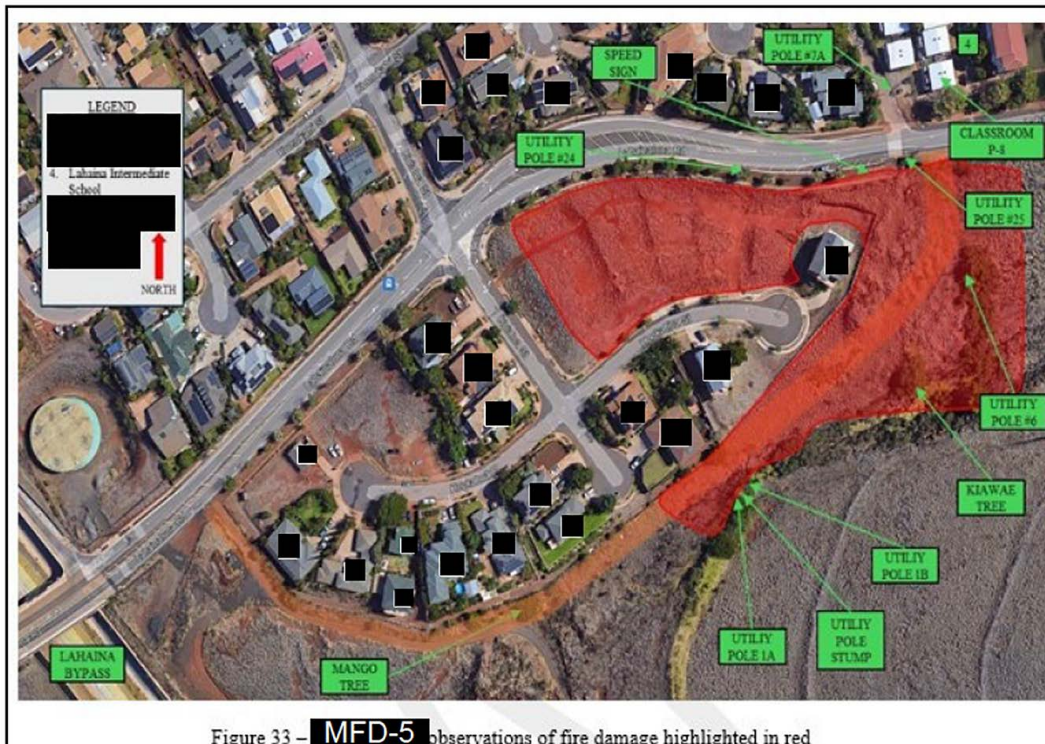 SPEED
SIGN
UTILITY
POLE #7A
4
LEGEND
4. Lahaina Intermediate
School
NORTH
UTILITY
POLE #24
CLASSROOM
P-8
UTILITY
POLE #25
UTILITY
POLE #6
KIAWAE
TREE
UTILIY
POLE 1B
UTILIY
POLE 1A
UTILIY
POLE
STUMP
LAHAINA
BYPASS
MANGO
TREE
Figure 33 – MFD-5 observations of fire damage highlighted in red